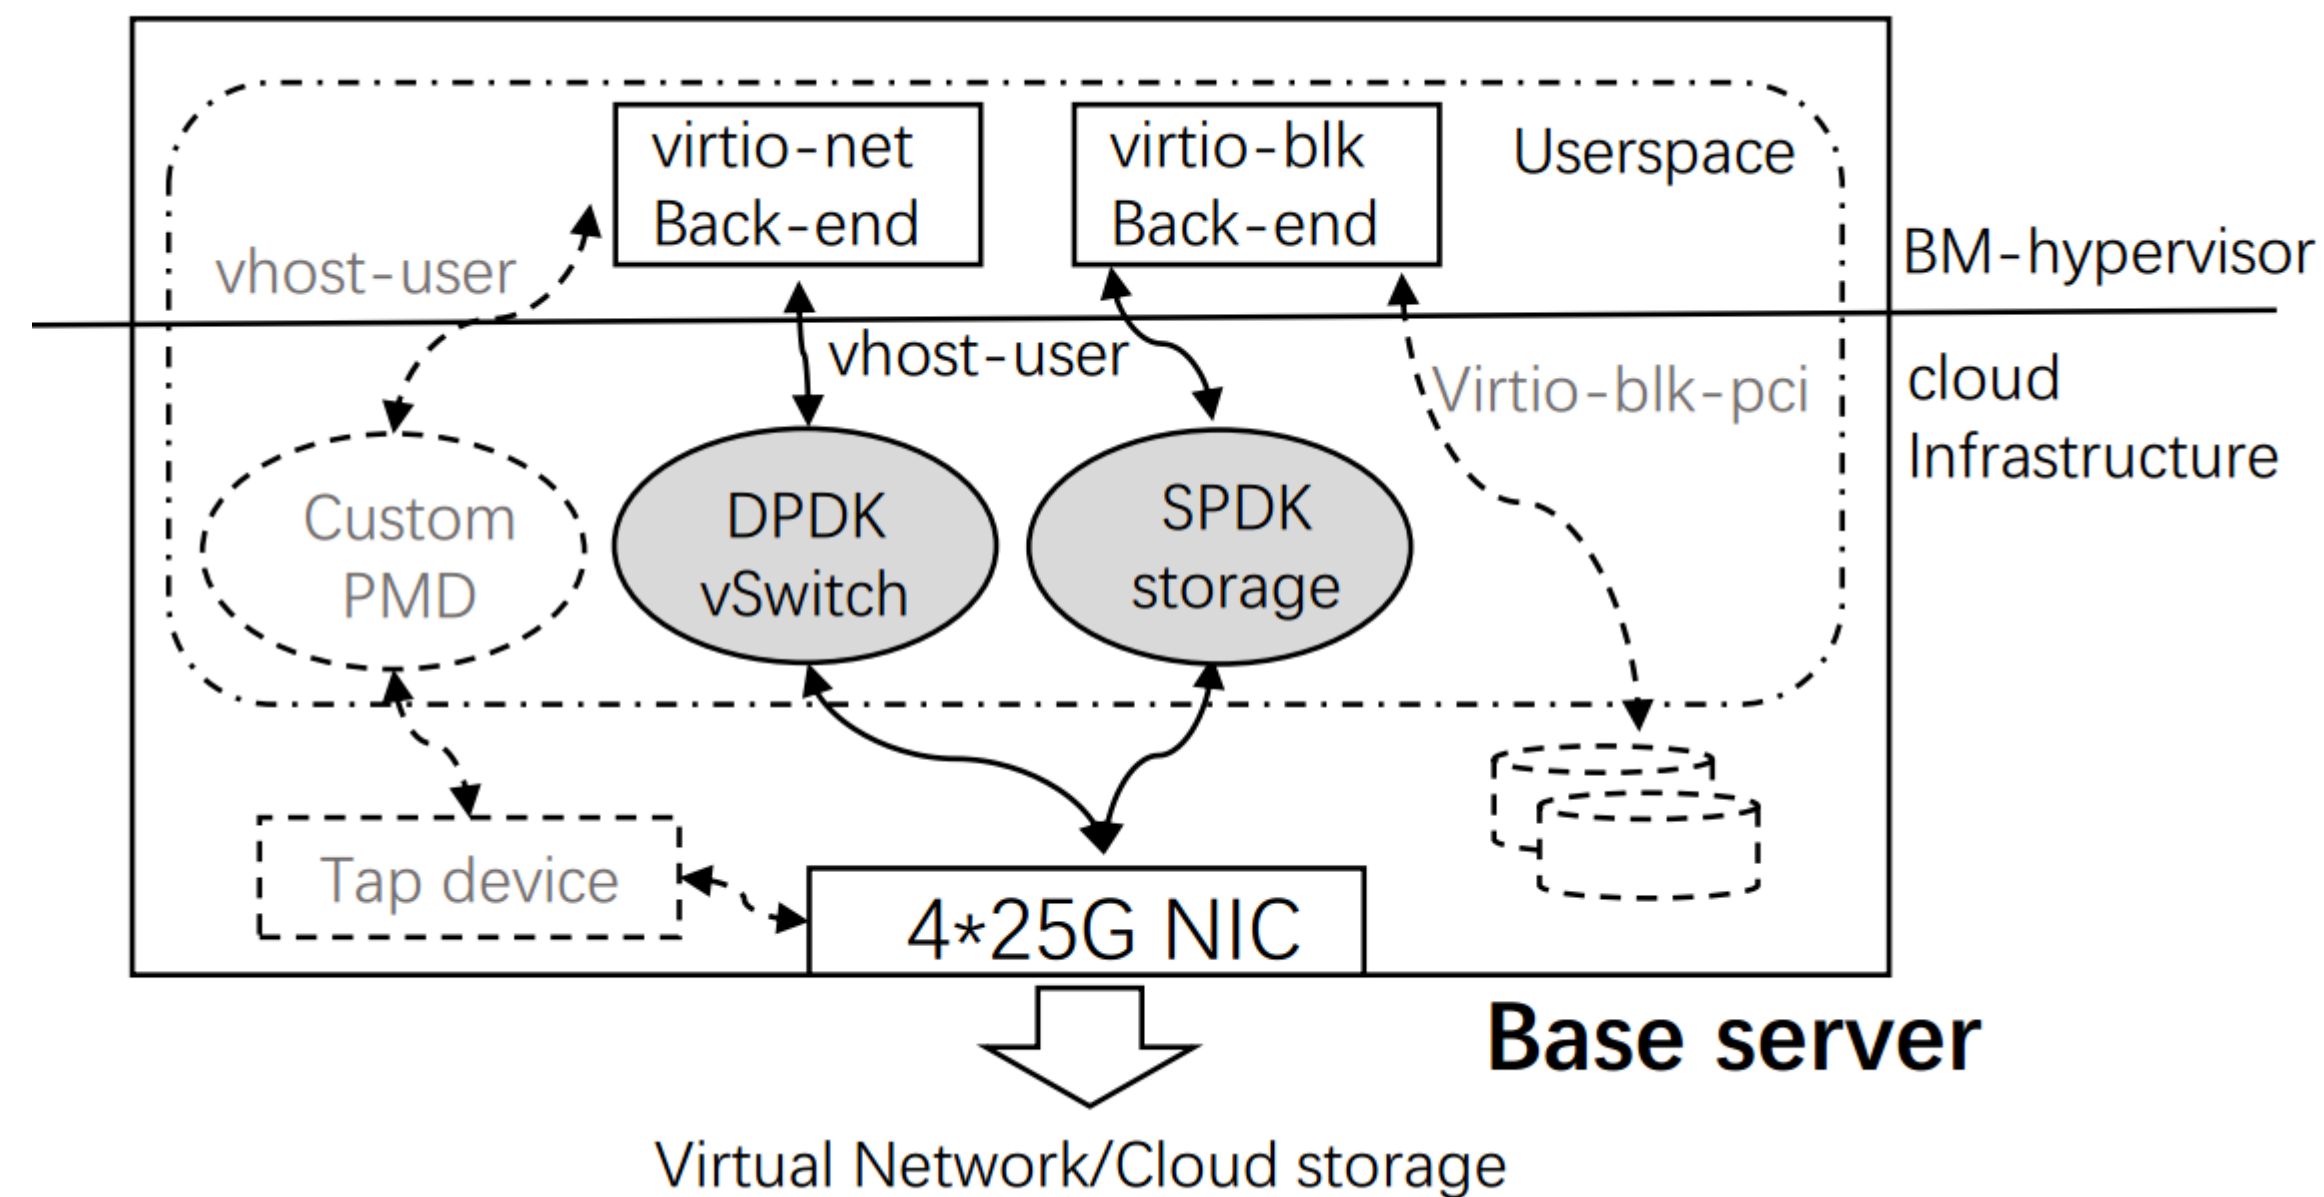 virtio-net
Back-end
virtio-blk
Back-end
Userspace
vhost-user
BM-hypervisor
vhost-user
Virtio-blk-pci
cloud
Infrastructure
Custom
PMD
DPDK
vSwitch
SPDK
storage
Tap device
4*25G NIC
Base server
Virtual Network/Cloud storage